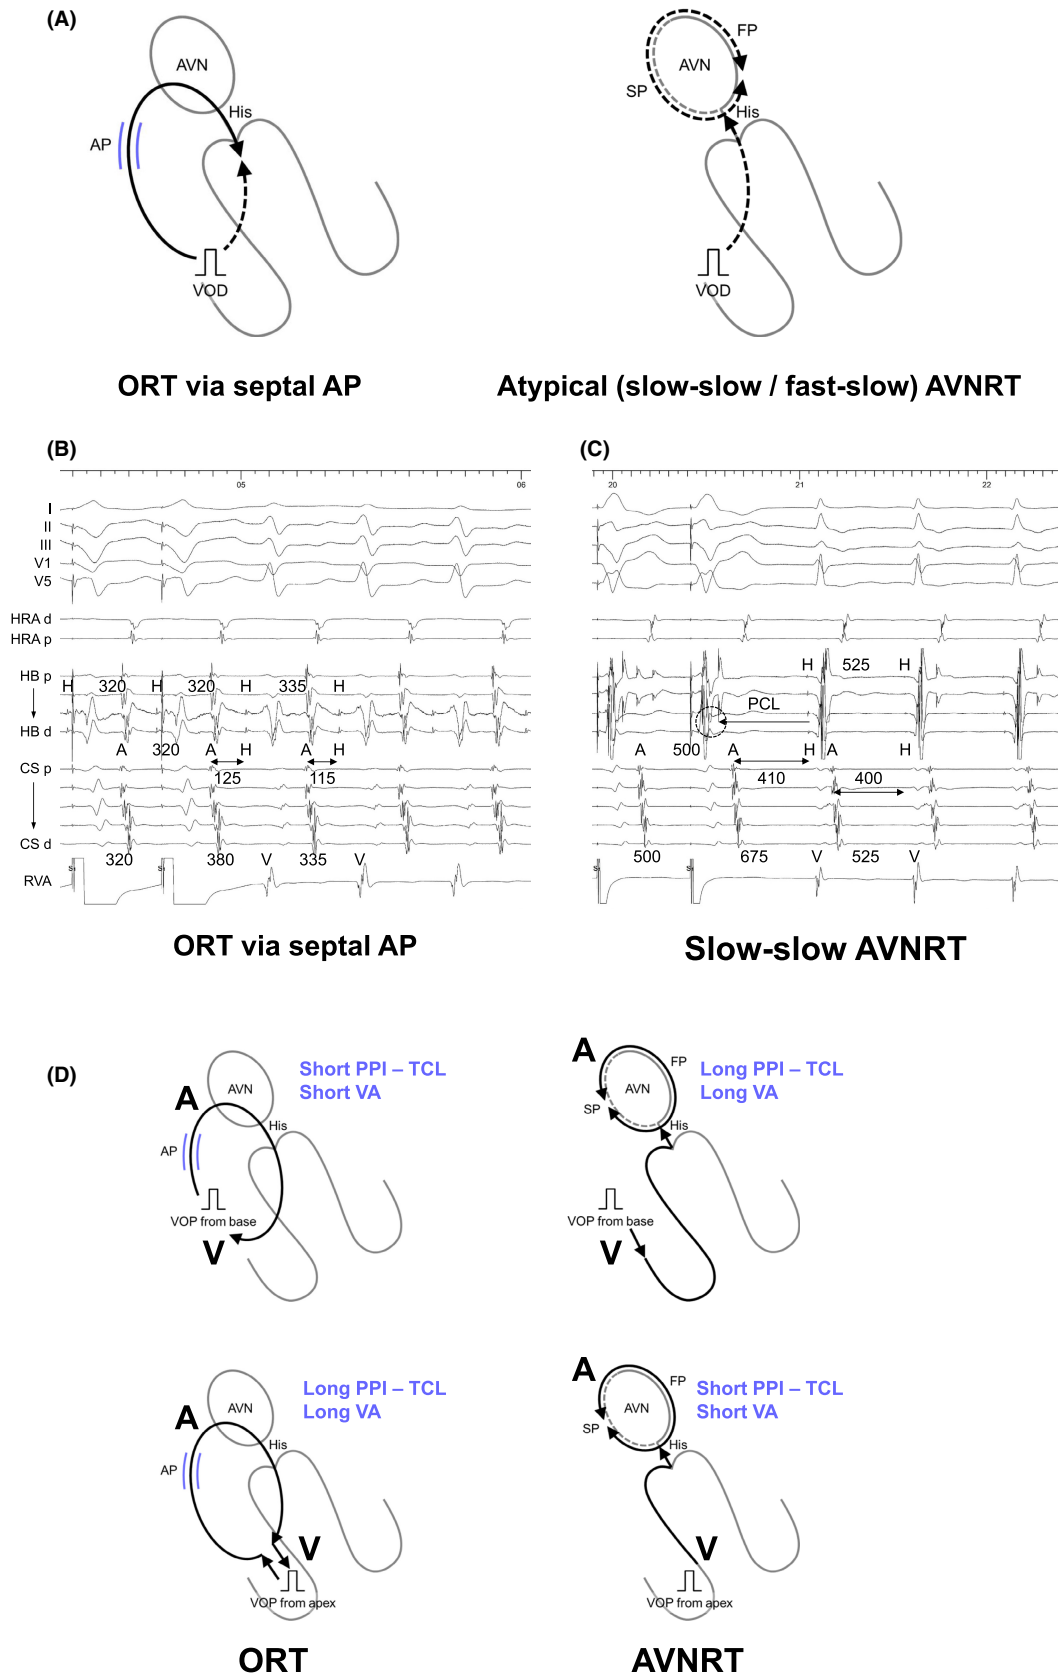 (A)
AVN
His
AP
VOD
FP
AVN
SP
His
VOD
ORT via septal AP
Atypical (slow-slow / fast-slow) AVNRT
(B)
05 06
I
II
III
V1
V5
HRA d
HRA p
HB p
H 320 H 320 H 335 H
HB d
A 320 A H A H
CS p
125 115
CS d
320 380 V 335 V
RVA
S S
ORT via septal AP
(C)
20 21 22
H 525 H
PCL
A 500 A H A H
410 400
500 675 V 525 V
S S
Slow-slow AVNRT
(D)
Short PPI – TCL
Short VA
A
AVN
His
AP
VOP from base
V
A
FP
Long PPI – TCL
Long VA
AVN
SP
His
VOP from base
V
Long PPI – TCL
Long VA
A
AVN
His
AP
V
VOP from apex
ORT
A
FP
Short PPI – TCL
Short VA
AVN
SP
His
V
VOP from apex
AVNRT